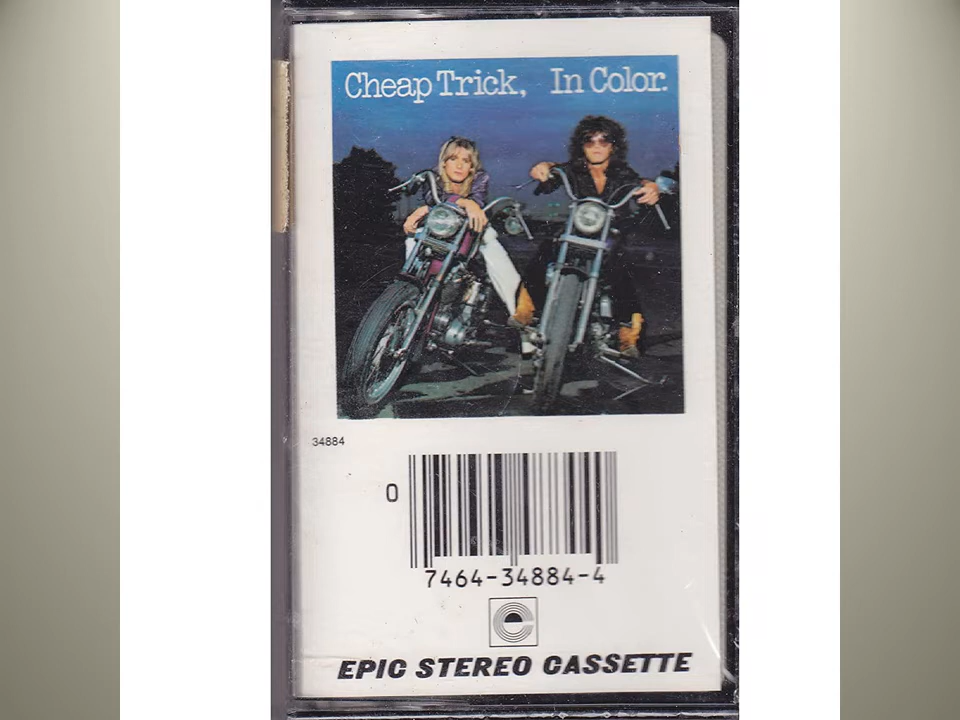 Cheap Trick, In Color.
34884
0
7464-34884-4
EPIC STEREO CASSETTE